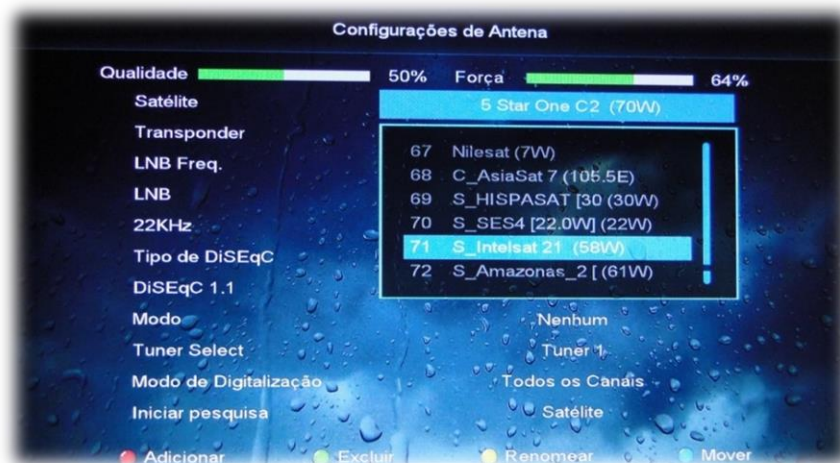 Configurações de Antena
Qualidade 50% Força 64%
Satélite 5 Star One C2 (70W)
Transponder
67 Nilesat (7W)
LNB Freq.
68 C_AsiaSat 7 (105.5E)
LNB
69 S_HISPASAT [30 (30W)
22KHz
70 S_SES4 [22.0W] (22W)
71 S_Intelsat 21 (58W)
Tipo de DiSEqC
72 S_Amazonas_2 [ (61W)
DiSEqC 1.1
Modo Nenhum
Tuner Select Tuner 1
Modo de Digitalização Todos os Canais
Iniciar pesquisa Satélite
Adicionar Excluir Renomear Mover